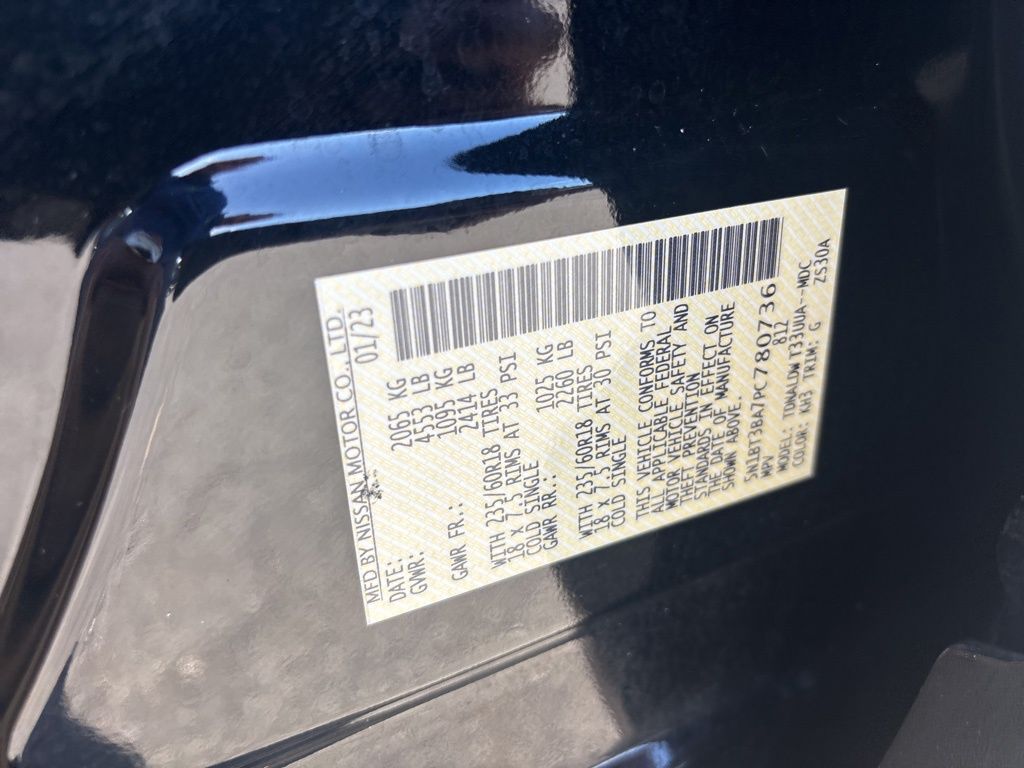 MFD BY NISSAN MOTOR CO., LTD.
DATE: 01/23
GVWR: 2065 KG
4553 LB
GAWR FR.: 1095 KG
2414 LB
WITH 235/60R18 TIRES
18 X 7.5 RIMS AT 33 PSI
COLD SINGLE
GAWR RR.: 1025 KG
2260 LB
WITH 235/60R18 TIRES
18 X 7.5 RIMS AT 30 PSI
COLD SINGLE
THIS VEHICLE CONFORMS TO
ALL APPLICABLE FEDERAL
MOTOR VEHICLE SAFETY AND
THEFT PREVENTION
STANDARDS IN EFFECT ON
THE DATE OF MANUFACTURE
SHOWN ABOVE.
5N1BT3BA7PC780736
MPV 812
MODEL: TDNALDWT33UUA--MDC
COLOR: KH3 TRIM: G ZS30A